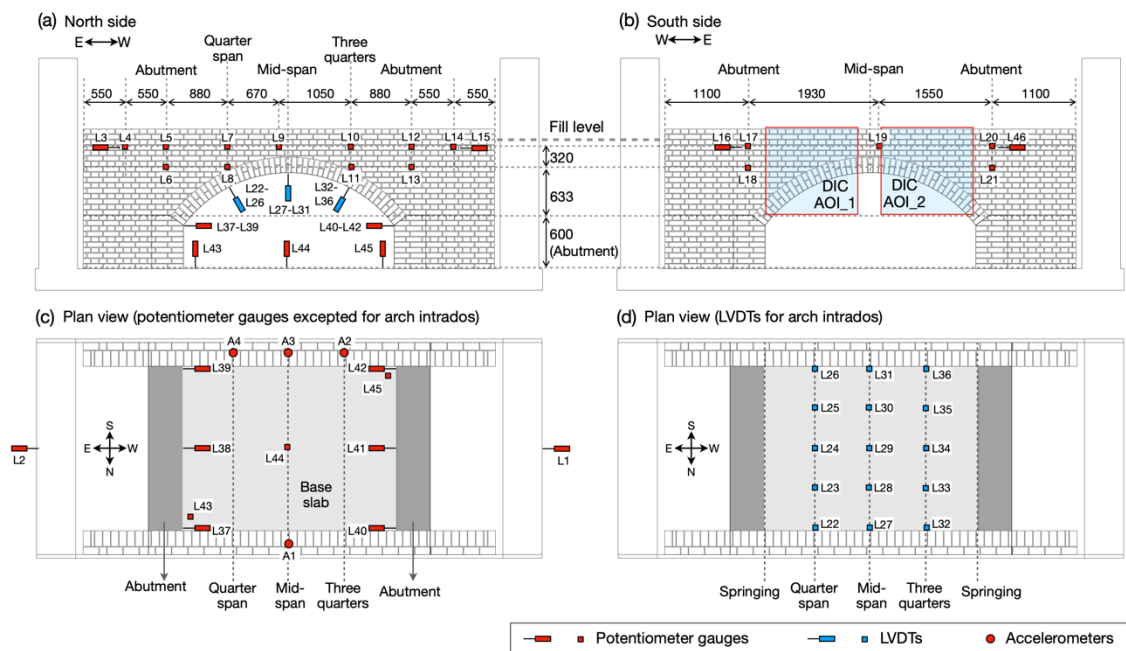 (a) North side
E W
Quarter
span
Three
quarters
Abutment
Mid-span
Abutment
550 550 880 670 1050 880 550 550
L3 L4 L5 L7 L9 L10 L12 L14 L15
L6 L8 L11 L13
L22-
L26
L27-L31
L32-
L36
L37-L39
L40-L42
L43 L44 L45
Fill level
320
633
600
(Abutment)
(b) South side
W E
Abutment
Mid-span
Abutment
1100 1930 1550 1100
L16 L17 L19 L20 L46
L18 L21
DIC
AOI_1
DIC
AOI_2
(c) Plan view (potentiometer gauges excepted for arch intrados)
A4 A3 A2
L39 L42
L45
S
E W
N
L2 L38 L44 L41 L1
Base
slab
L43
L37 L40
A1
Abutment
Quarter
span
Mid-
span
Three
quarters
Abutment
(d) Plan view (LVDTs for arch intrados)
L26 L31 L36
L25 L30 L35
S
E W
N
L24 L29 L34
L23 L28 L33
L22 L27 L32
Springing
Quarter
span
Mid-
span
Three
quarters
Springing
Potentiometer gauges
LVDTs
Accelerometers